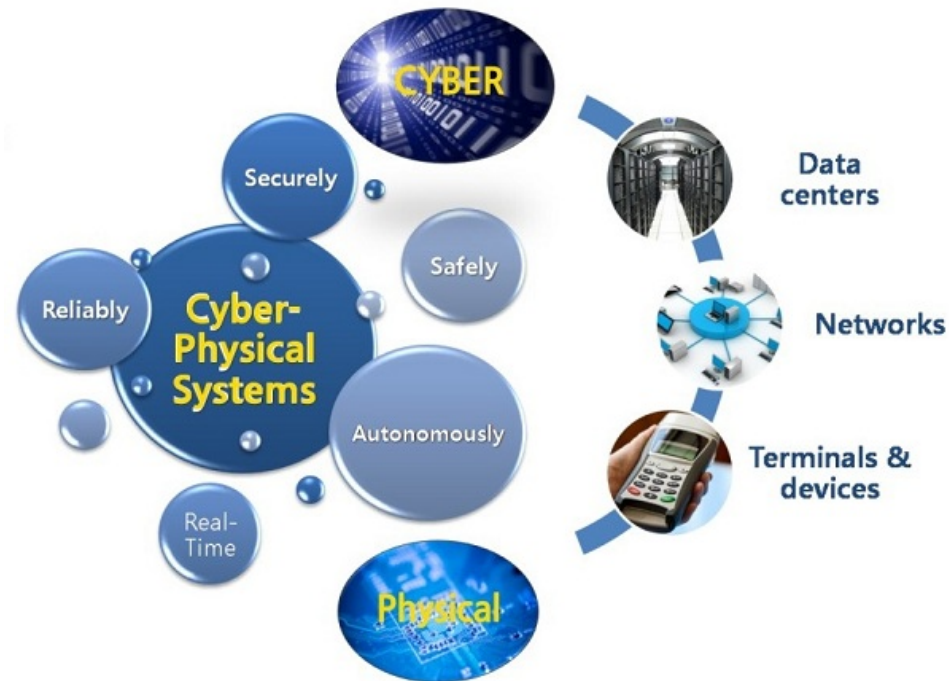 CYBER
Securely
Safely
Reliably
Cyber-
Physical
Systems
Autonomously
Real-
Time
Physical
Data
centers
Networks
Terminals &
devices